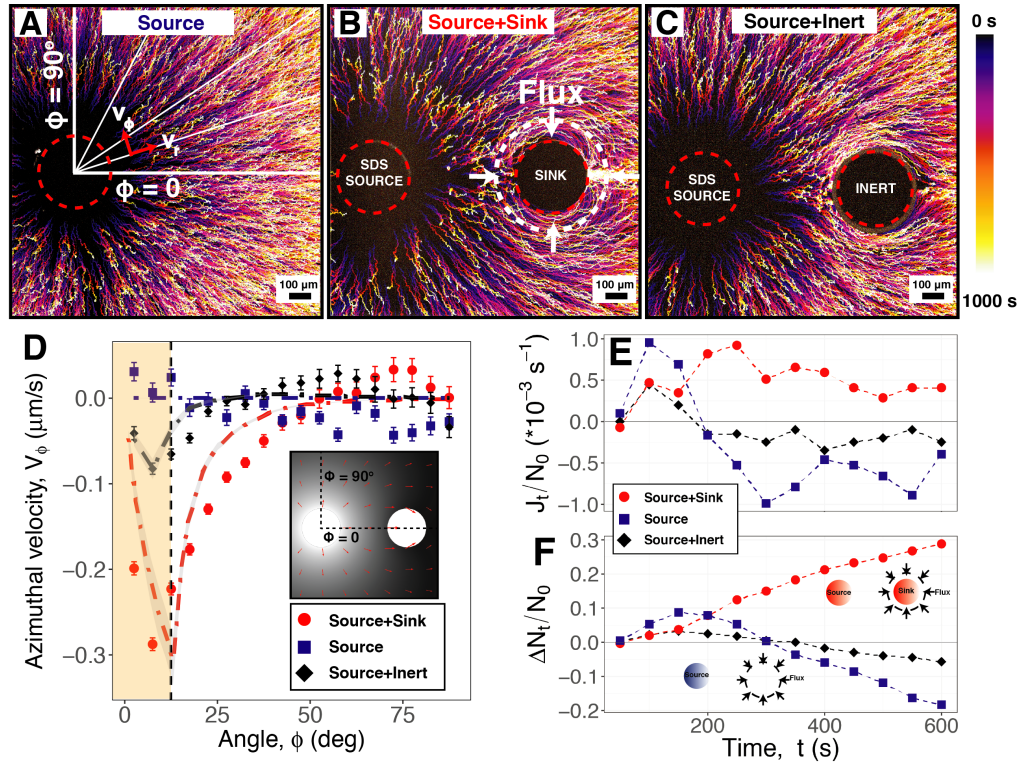 A
Source
B
Source+Sink
C
Source+Inert
0 s
1000 s
ϕ = 90°
Vϕ
Vr
ϕ = 0
100 µm
SDS
SOURCE
Flux
SINK
100 µm
SDS
SOURCE
INERT
100 µm
D
Azimuthal velocity, Vϕ (µm/s)
0.0
−0.1
−0.2
−0.3
0
25
50
75
Angle, ϕ (deg)
Φ = 90°
Φ = 0
Source+Sink
Source
Source+Inert
E
Jt/N0 (*10−3 s−1)
1.0
0.5
0.0
−0.5
−1.0
Source+Sink
Source
Source+Inert
F
ΔNt/N0
0.3
0.2
0.1
0.0
−0.1
−0.2
Source
Sink
Flux
Source
Flux
200
400
600
Time, t (s)